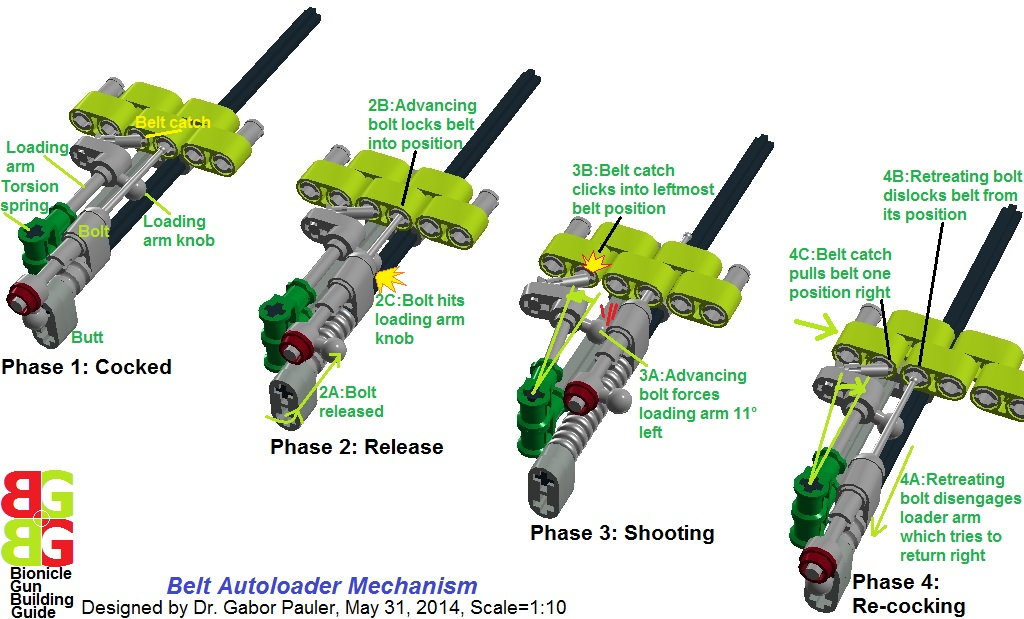 Belt catch
Loading
arm
Torsion
spring
Bolt
Loading
arm knob
Butt
Phase 1: Cocked
2B:Advancing
bolt locks belt
into position
2C:Bolt hits
loading arm
knob
2A:Bolt
released
Phase 2: Release
3B:Belt catch
clicks into leftmost
belt position
3A:Advancing
bolt forces
loading arm 11°
left
Phase 3: Shooting
4B:Retreating bolt
dislocks belt from
its position
4C:Belt catch
pulls belt one
position right
4A:Retreating
bolt disengages
loader arm
which tries to
return right
Phase 4:
Re-cocking
BG
BG
Bionicle
Gun
Building
Guide
Belt Autoloader Mechanism
Designed by Dr. Gabor Pauler, May 31, 2014, Scale=1:10